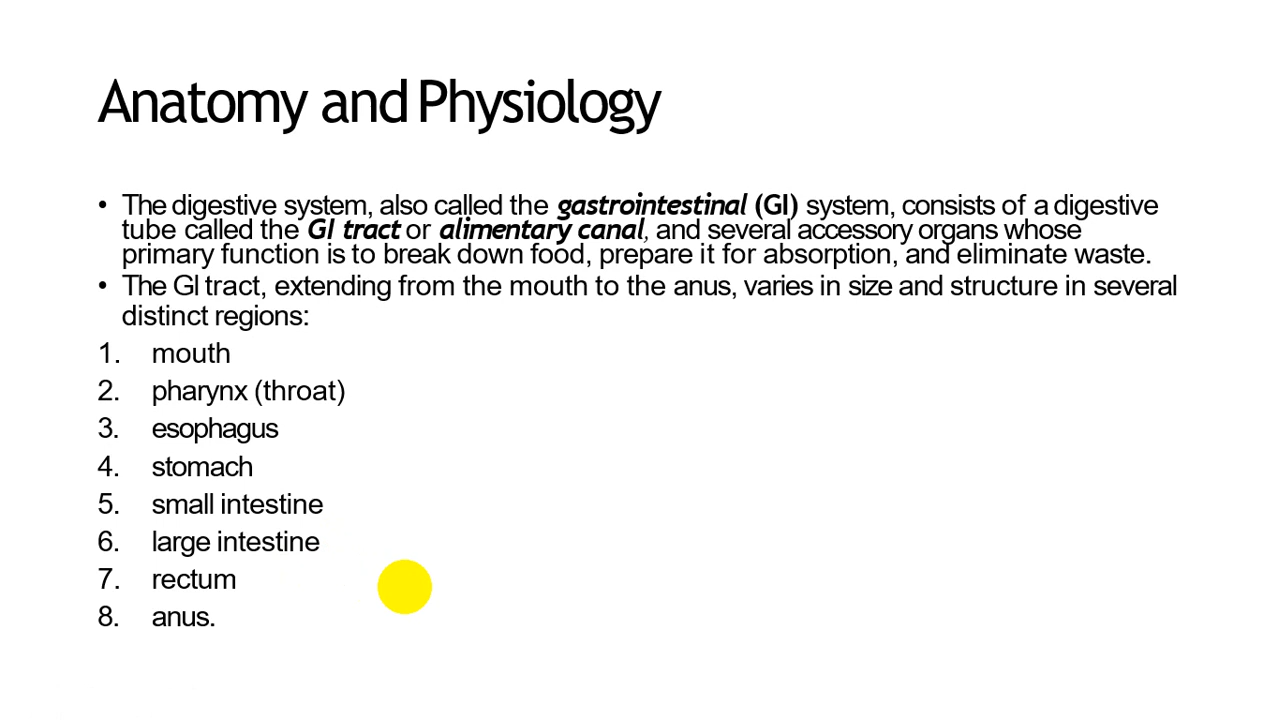 Anatomy and Physiology
• The digestive system, also called the gastrointestinal (GI) system, consists of a digestive
tube called the GI tract or alimentary canal, and several accessory organs whose
primary function is to break down food, prepare it for absorption, and eliminate waste.
• The GI tract, extending from the mouth to the anus, varies in size and structure in several
distinct regions:
1. mouth
2. pharynx (throat)
3. esophagus
4. stomach
5. small intestine
6. large intestine
7. rectum
8. anus.